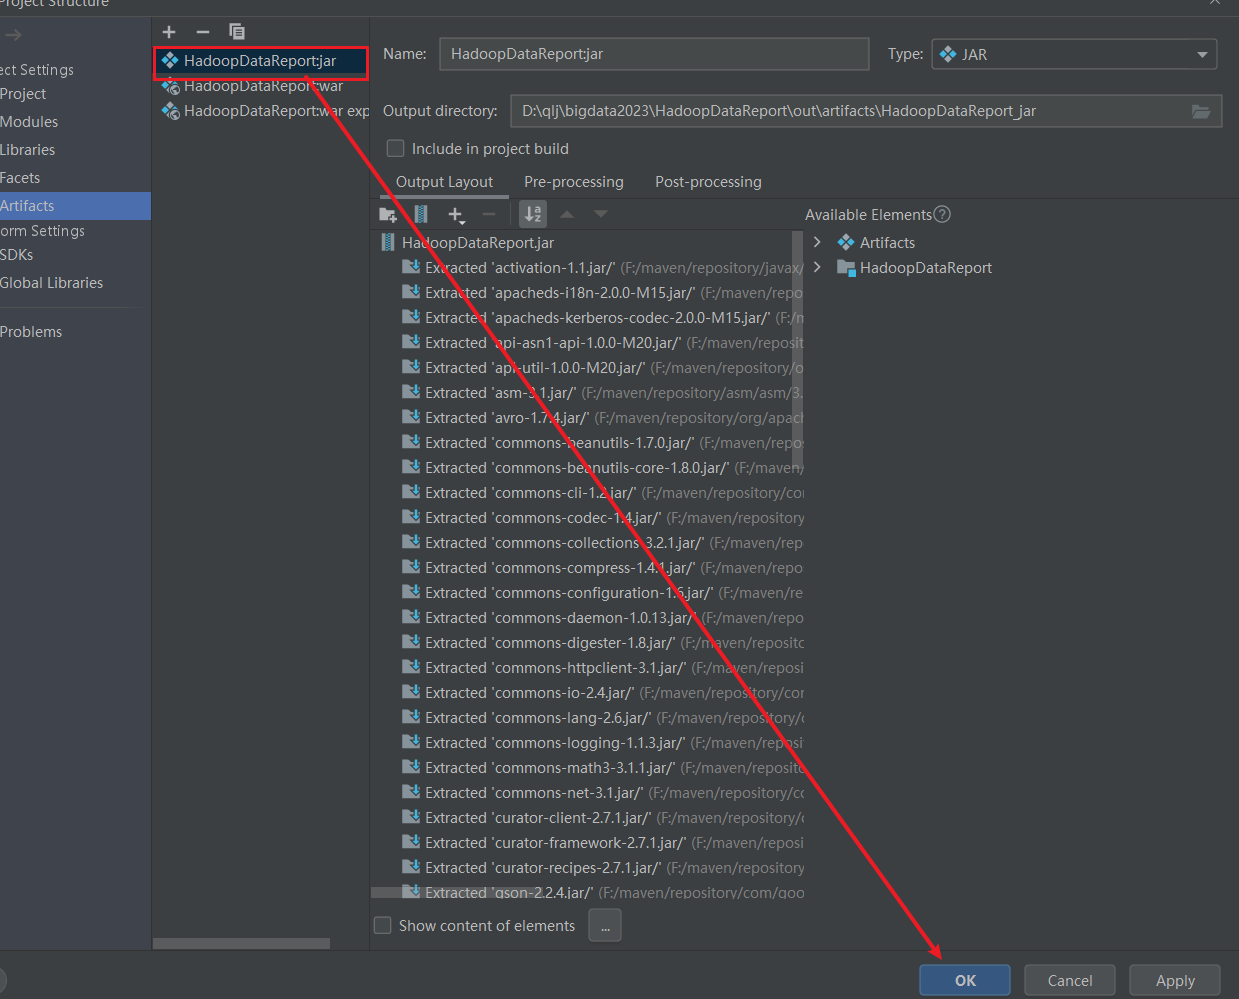 Project Structure
ect Settings
Project
Modules
Libraries
Facets
Artifacts
orm Settings
SDKs
Global Libraries
Problems
HadoopDataReport:jar
HadoopDataReport:war
HadoopDataReport:war exp
Name: HadoopDataReport:jar Type: JAR
Output directory: D:\qlj\bigdata2023\HadoopDataReport\out\artifacts\HadoopDataReport_jar
Include in project build
Output Layout Pre-processing Post-processing
Available Elements ?
HadoopDataReport.jar
Extracted 'activation-1.1.jar/' (F:/maven/repository/javax/
Extracted 'apacheds-i18n-2.0.0-M15.jar/' (F:/maven/repo
Extracted 'apacheds-kerberos-codec-2.0.0-M15.jar/' (F:/m
Extracted 'api-asn1-api-1.0.0-M20.jar/' (F:/maven/reposit
Extracted 'api-util-1.0.0-M20.jar/' (F:/maven/repository/o
Extracted 'asm-3.1.jar/' (F:/maven/repository/asm/asm/3.
Extracted 'avro-1.7.4.jar/' (F:/maven/repository/org/apach
Extracted 'commons-beanutils-1.7.0.jar/' (F:/maven/repo
Extracted 'commons-beanutils-core-1.8.0.jar/' (F:/maven/
Extracted 'commons-cli-1.2.jar/' (F:/maven/repository/co
Extracted 'commons-codec-1.4.jar/' (F:/maven/repository
Extracted 'commons-collections-3.2.1.jar/' (F:/maven/rep
Extracted 'commons-compress-1.4.1.jar/' (F:/maven/repo
Extracted 'commons-configuration-1.6.jar/' (F:/maven/re
Extracted 'commons-daemon-1.0.13.jar/' (F:/maven/repo
Extracted 'commons-digester-1.8.jar/' (F:/maven/reposito
Extracted 'commons-httpclient-3.1.jar/' (F:/maven/reposi
Extracted 'commons-io-2.4.jar/' (F:/maven/repository/co
Extracted 'commons-lang-2.6.jar/' (F:/maven/repository/c
Extracted 'commons-logging-1.1.3.jar/' (F:/maven/reposi
Extracted 'commons-math3-3.1.1.jar/' (F:/maven/reposito
Extracted 'commons-net-3.1.jar/' (F:/maven/repository/co
Extracted 'curator-client-2.7.1.jar/' (F:/maven/repository/c
Extracted 'curator-framework-2.7.1.jar/' (F:/maven/reposi
Extracted 'curator-recipes-2.7.1.jar/' (F:/maven/repository
Extracted 'gson-2.2.4.jar/' (F:/maven/repository/com/goo
Artifacts
HadoopDataReport
Show content of elements ...
OK Cancel Apply